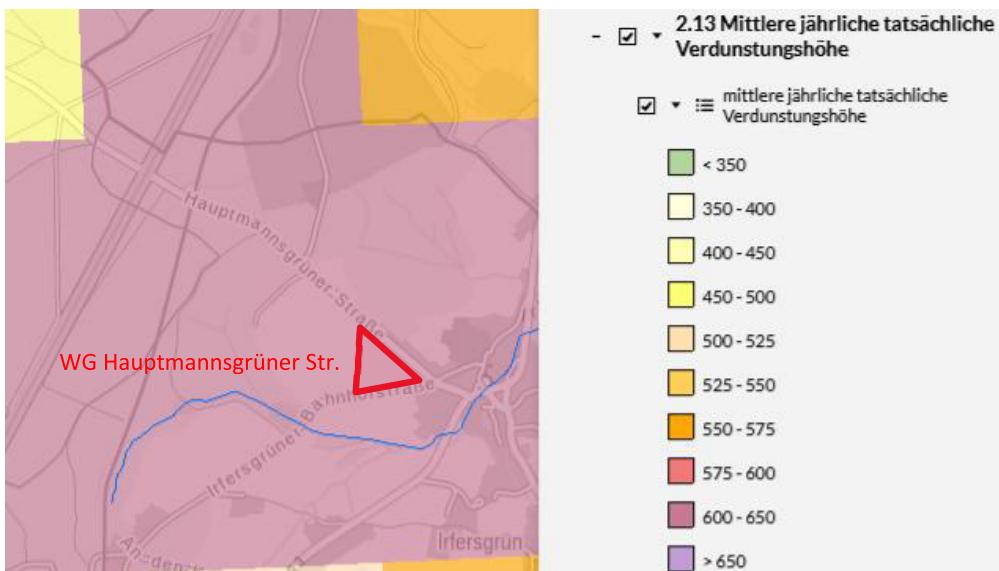 Hauptmannsgrüner-Straße
WG Hauptmannsgrüner Str.
Irfersgrüner-Bahnhofstraße
Irfersgrün
2.13 Mittlere jährliche tatsächliche
Verdunstungshöhe
mittlere jährliche tatsächliche
Verdunstungshöhe
< 350
350 - 400
400 - 450
450 - 500
500 - 525
525 - 550
550 - 575
575 - 600
600 - 650
> 650